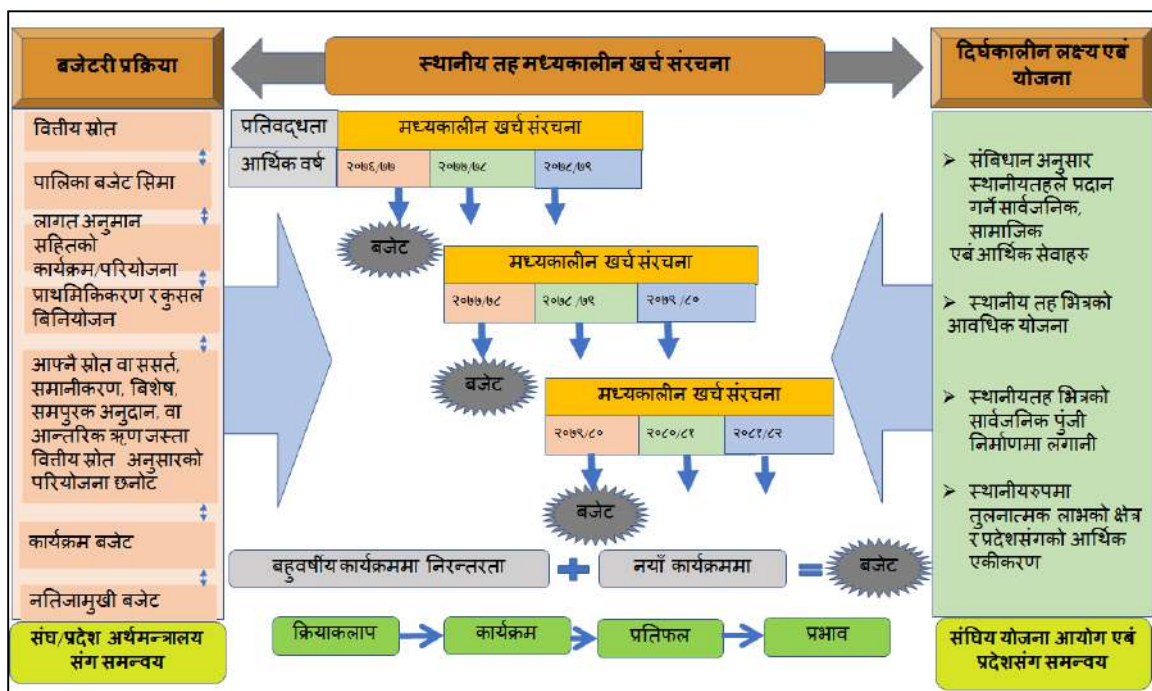 बजेटरी प्रक्रिया
स्थानीय तह मध्यकालीन खर्च संरचना
दिर्घकालीन लक्ष्य एबं
योजना
वित्तीय स्रोत
पालिका बजेट सिमा
लागत अनुमान
सहितको
कार्यक्रम/परियोजना
प्राथमिकिकरण र कुसल
बिनियोजन
आफ्नै स्रोत वा ससर्त,
समानीकरण, बिशेष,
समपुरक अनुदान, वा
आन्तरिक ऋण जस्ता
वित्तीय स्रोत अनुसारको
परियोजना छनोट
कार्यक्रम बजेट
नतिजामुखी बजेट
संघ/प्रदेश अर्थमन्त्रालय
संग समन्वय
प्रतिवद्धता
मध्यकालीन खर्च संरचना
आर्थिक वर्ष
२०७६/७७
२०७७/७८
२०७८/७९
बजेट
मध्यकालीन खर्च संरचना
२०७७/७८
२०७८/७९
२०७९/८०
बजेट
मध्यकालीन खर्च संरचना
२०७९/८०
२०८०/८१
२०८१/८२
बजेट
बहुवर्षीय कार्यक्रममा निरन्तरता
+
नयाँ कार्यक्रममा
=
बजेट
क्रियाकलाप
कार्यक्रम
प्रतिफल
प्रभाव
➢ संबिधान अनुसार
स्थानीयतहले प्रदान
गर्ने सार्वजनिक,
सामाजिक
एबं आर्थिक सेवाहरु
➢ स्थानीय तह भित्रको
आवधिक योजना
➢ स्थानीयतह भित्रको
सार्वजनिक पुंजी
निर्माणमा लगानी
➢ स्थानीयरुपमा
तुलनात्मक लाभको क्षेत्र
र प्रदेशसंगको आर्थिक
एकीकरण
संघिय योजना आयोग एबं
प्रदेशसंग समन्वय